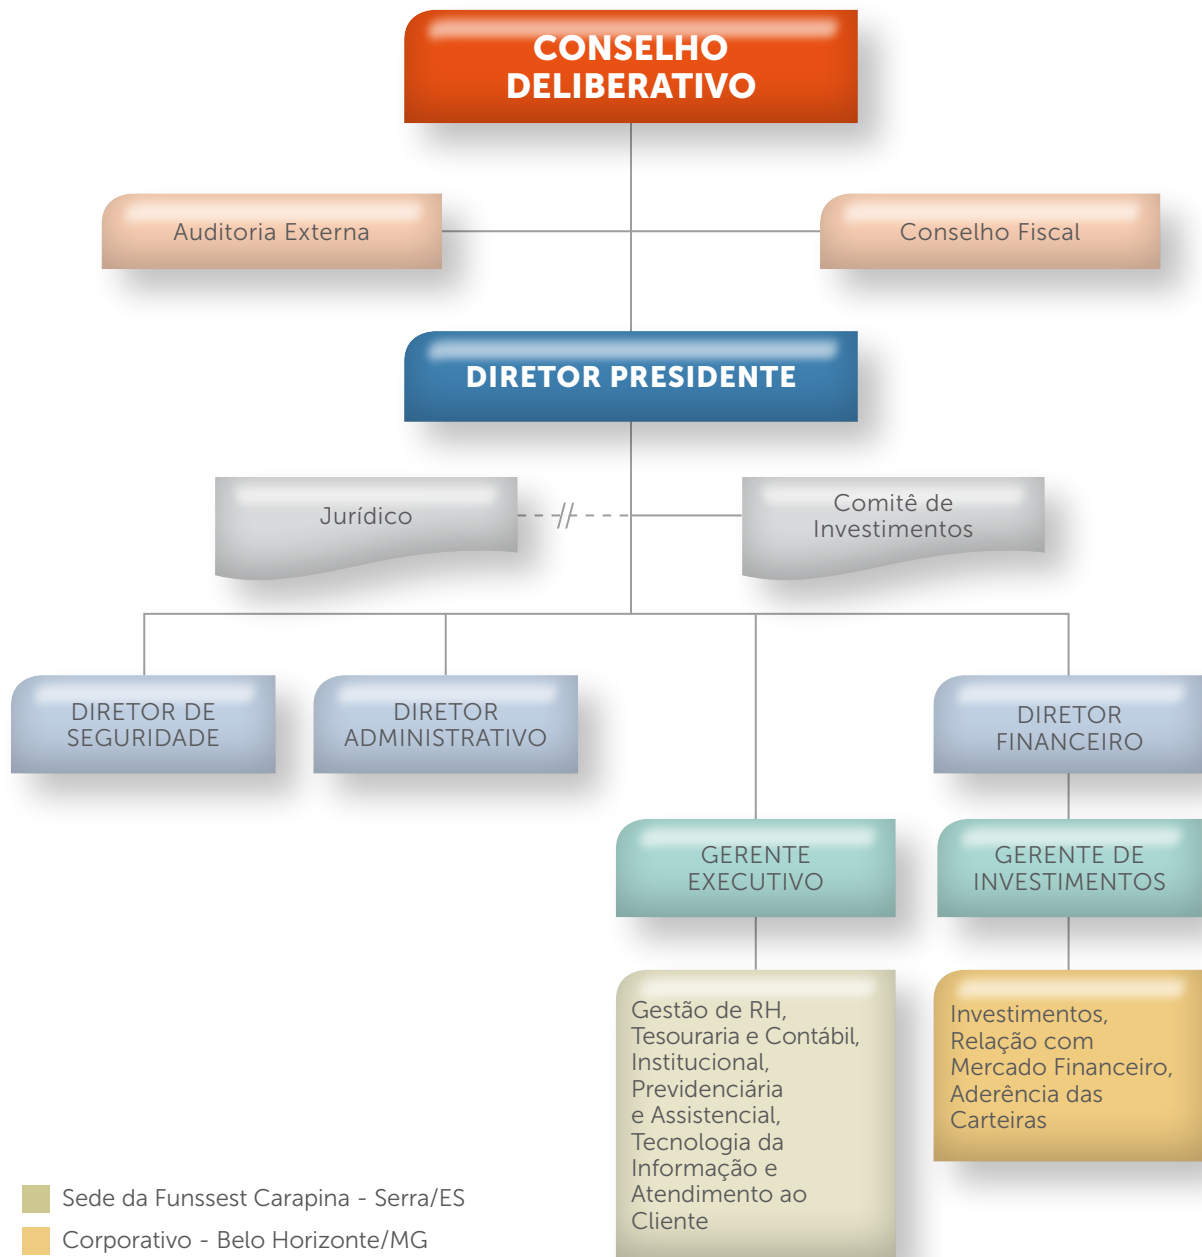 CONSELHO
DELIBERATIVO
Auditoria Externa
Conselho Fiscal
DIRETOR PRESIDENTE
Jurídico
Comitê de
Investimentos
DIRETOR DE
SEGURIDADE
DIRETOR
ADMINISTRATIVO
DIRETOR
FINANCEIRO
GERENTE
EXECUTIVO
GERENTE DE
INVESTIMENTOS
Gestão de RH,
Tesouraria e Contábil,
Institucional,
Previdenciária
e Assistencial,
Tecnologia da
Informação e
Atendimento ao
Cliente
Investimentos,
Relação com
Mercado Financeiro,
Aderência das
Carteiras
Sede da Funssest Carapina - Serra/ES
Corporativo - Belo Horizonte/MG